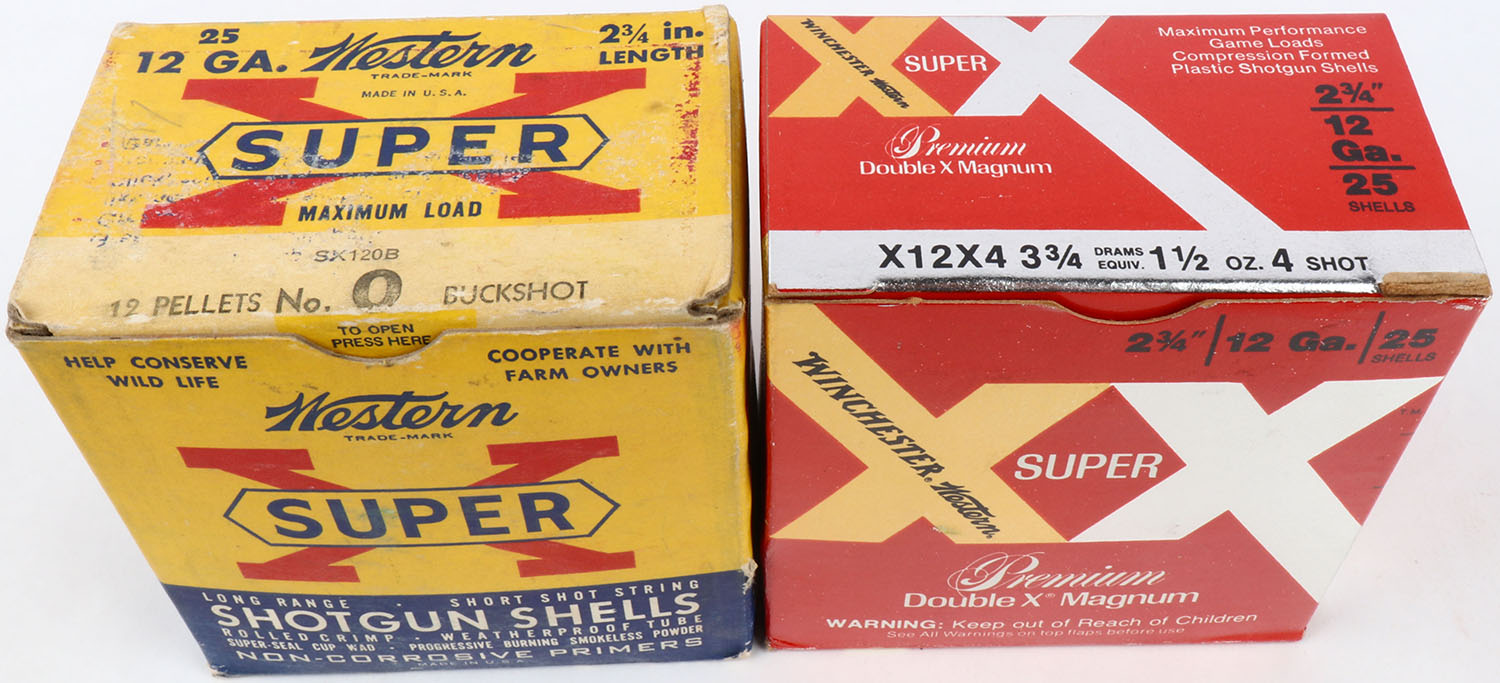 25
12 GA.
Western
TRADE-MARK
2¾ in.
LENGTH
MADE IN U.S.A.
SUPER
X
MAXIMUM LOAD
SX120B
12 PELLETS No. 0 BUCKSHOT
TO OPEN
PRESS HERE
HELP CONSERVE
WILD LIFE
COOPERATE WITH
FARM OWNERS
Western
TRADE-MARK
SUPER
X
LONG RANGE · SHORT SHOT STRING
SHOTGUN SHELLS
ROLLED CRIMP · WEATHERPROOF TUBE
SUPER-SEAL CUP WAD · PROGRESSIVE BURNING SMOKELESS POWDER
NON-CORROSIVE PRIMERS
MADE IN U.S.A.
WINCHESTER Western
SUPER
XX
Premium
Double X Magnum
Maximum Performance
Game Loads
Compression Formed
Plastic Shotgun Shells
2¾"
12
Ga.
25
SHELLS
X12X4 3¾ DRAMS EQUIV. 1½ OZ. 4 SHOT
2¾"/12 Ga./25
SHELLS
WINCHESTER® Western®
SUPER
XX
T.M.
Premium
Double X® Magnum
WARNING: Keep out of Reach of Children
See All Warnings on top flaps before use